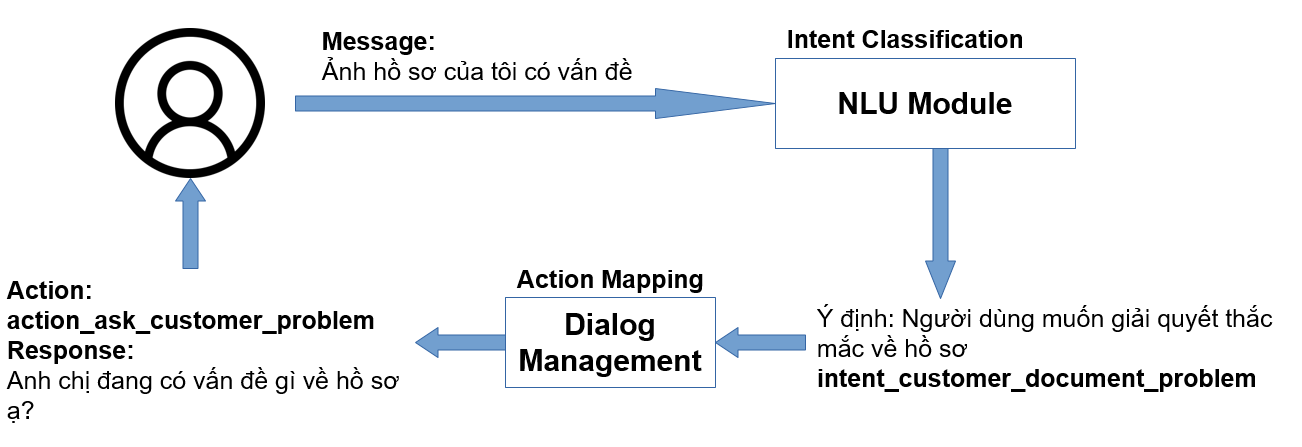 Message:
Ảnh hồ sơ của tôi có vấn đề
Intent Classification
NLU Module
Ý định: Người dùng muốn giải quyết thắc
mắc về hồ sơ
intent_customer_document_problem
Action Mapping
Dialog
Management
Action:
action_ask_customer_problem
Response:
Anh chị đang có vấn đề gì về hồ sơ
ạ?